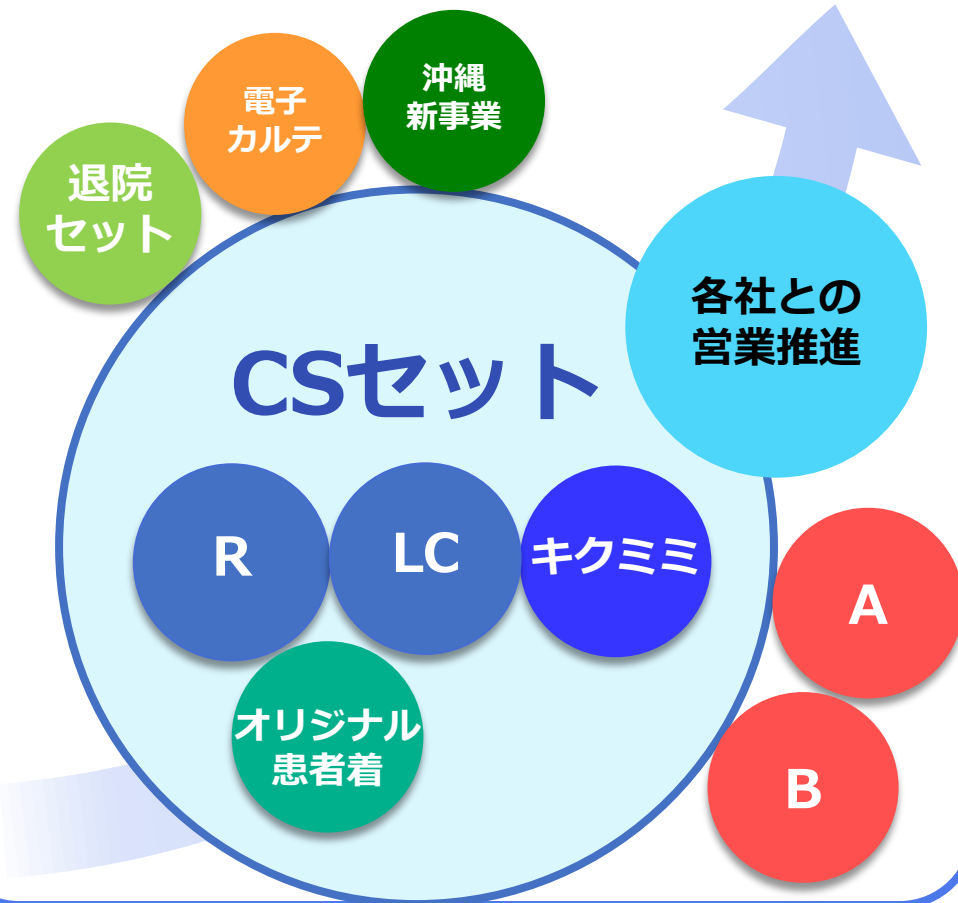 沖縄
新事業
電子
カルテ
退院
セット
各社との
営業推進
CSセット
R
LC
キクミミ
A
オリジナル
患者着
B